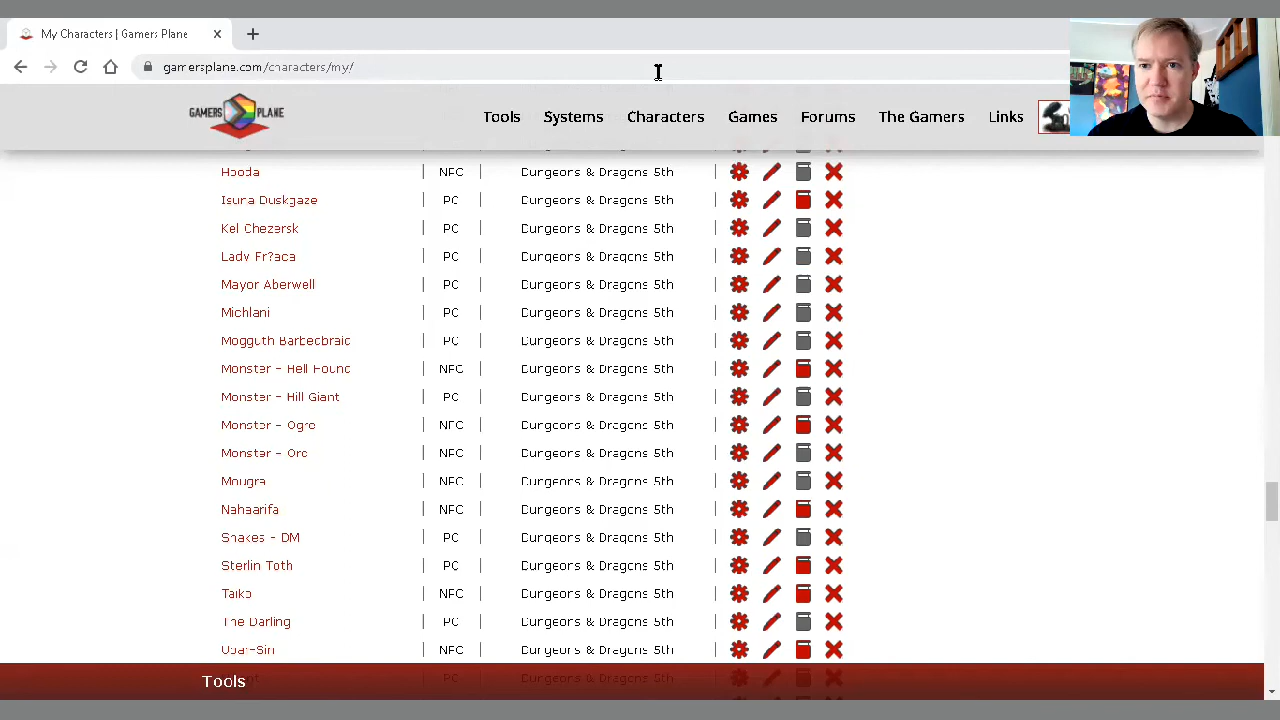 My Characters | Gamers Plane
gamersplane.com/characters/my/
GAMERS PLANE
Tools Systems Characters Games Forums The Gamers Links
Hooda | NPC | Dungeons & Dragons 5th |
Isuna Duskgaze | PC | Dungeons & Dragons 5th |
Kel Chezersk | PC | Dungeons & Dragons 5th |
Lady Fr?aca | PC | Dungeons & Dragons 5th |
Mayor Aberwell | PC | Dungeons & Dragons 5th |
Michlani | PC | Dungeons & Dragons 5th |
| PC | Dungeons & Dragons 5th |
Monster - Hell Hound | NPC | Dungeons & Dragons 5th |
Monster - Hill Giant | PC | Dungeons & Dragons 5th |
Monster - Ogre | NPC | Dungeons & Dragons 5th |
Monster - Orc | NPC | Dungeons & Dragons 5th |
Mougra | NPC | Dungeons & Dragons 5th |
Nahaarifa | NPC | Dungeons & Dragons 5th |
Snakes - DM | PC | Dungeons & Dragons 5th |
Sterlin Toth | PC | Dungeons & Dragons 5th |
Taiko | PC | Dungeons & Dragons 5th |
The Darling | PC | Dungeons & Dragons 5th |
| NPC | Dungeons & Dragons 5th |
PC | Dungeons & Dragons 5th |
Tools